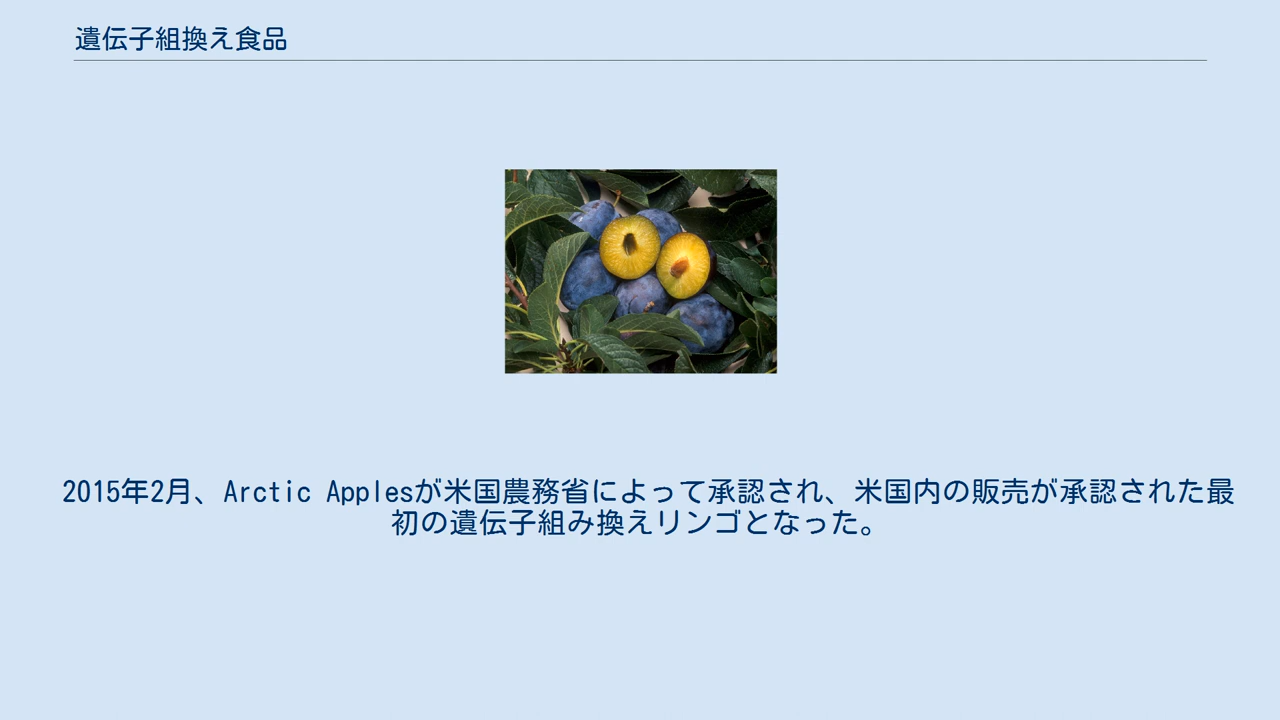 遺伝子組換え食品
2015年2月、Arctic Applesが米国農務省によって承認され、米国内の販売が承認された最
初の遺伝子組み換えリンゴとなった。